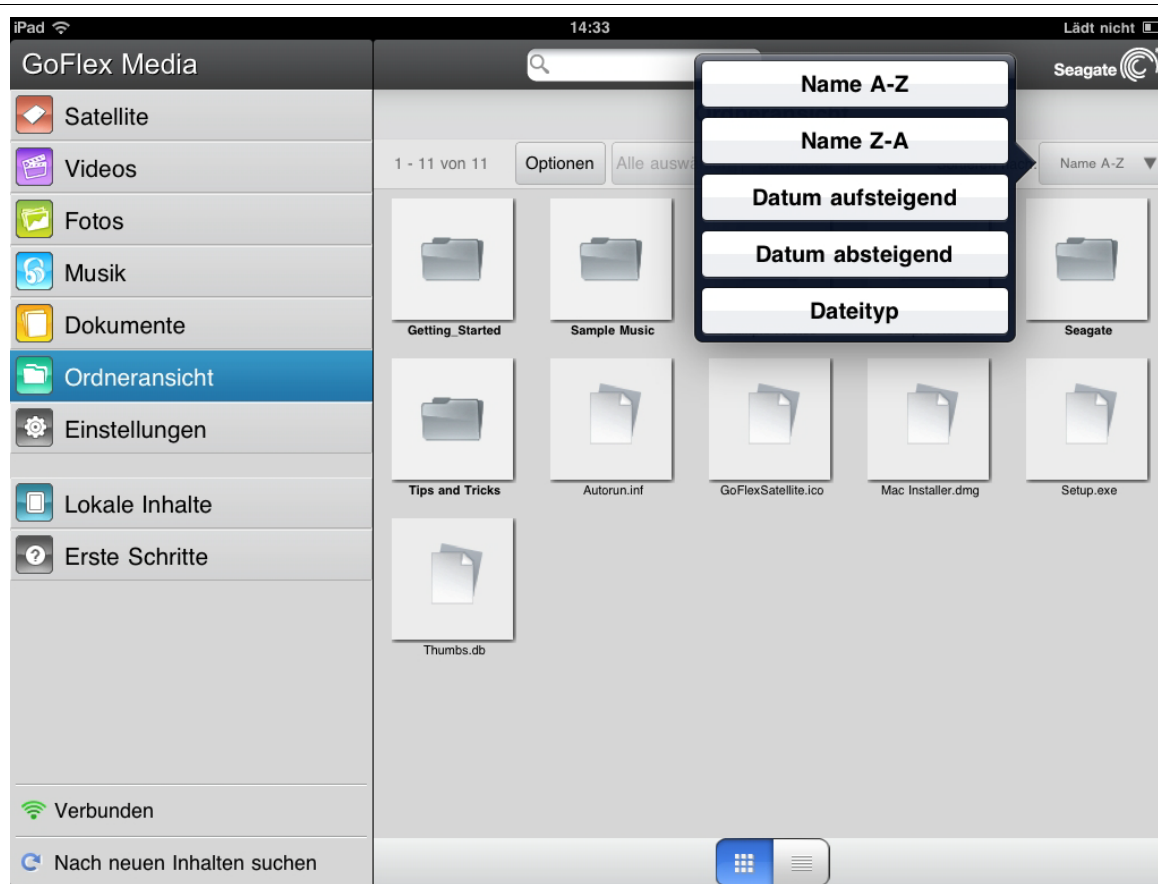 iPad 14:33 Lädt nicht
GoFlex Media
Seagate
Satellite
Videos
Fotos
Musik
Dokumente
Ordneransicht
Einstellungen
Lokale Inhalte
Erste Schritte
Verbunden
Nach neuen Inhalten suchen
1 - 11 von 11 Optionen Name A-Z
Name A-Z
Name Z-A
Datum aufsteigend
Datum absteigend
Dateityp
Getting_Started Sample Music Seagate
Tips and Tricks Autorun.inf GoFlexSatellite.ico Mac Installer.dmg Setup.exe
Thumbs.db